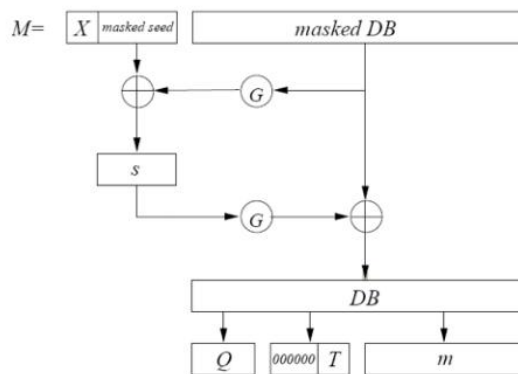 M= X masked seed masked DB
G
s
G
DB
Q 000000 T m